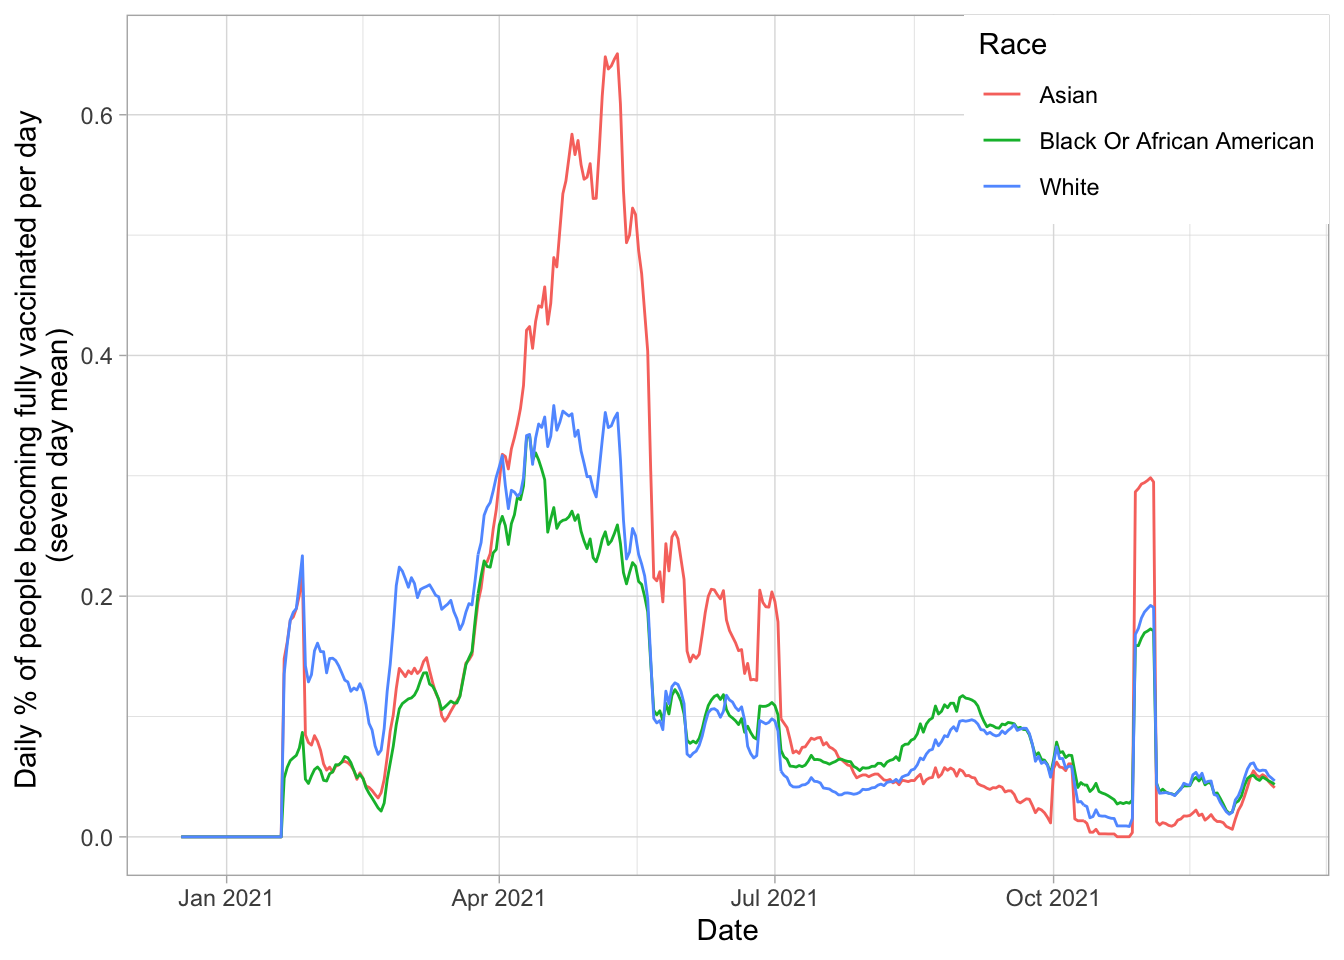 Race
Asian
Black Or African American
White
Daily % of people becoming fully vaccinated per day
(seven day mean)
0.6
0.4
0.2
0.0
Jan 2021
Apr 2021
Jul 2021
Oct 2021
Date